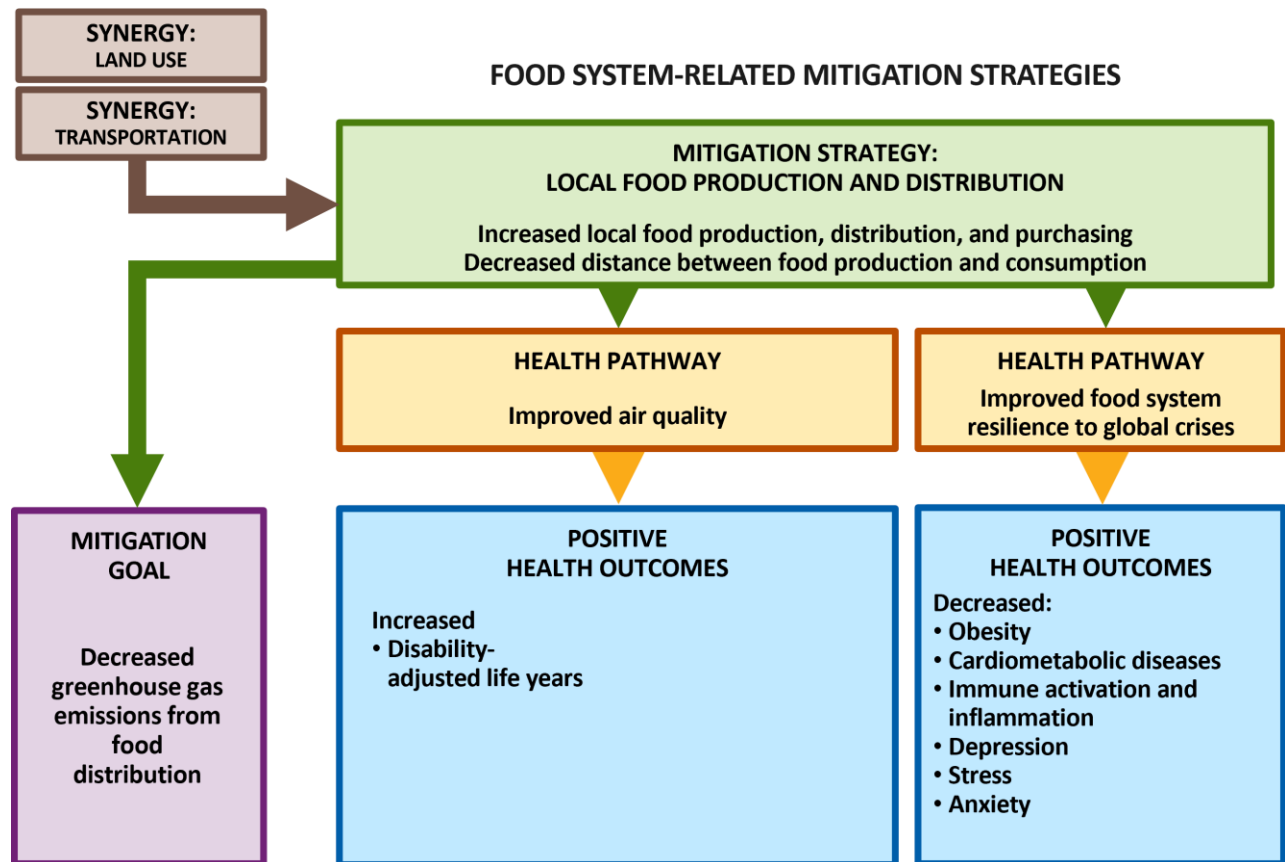 SYNERGY:
LAND USE
SYNERGY:
TRANSPORTATION
FOOD SYSTEM-RELATED MITIGATION STRATEGIES
MITIGATION STRATEGY:
LOCAL FOOD PRODUCTION AND DISTRIBUTION
Increased local food production, distribution, and purchasing
Decreased distance between food production and consumption
HEALTH PATHWAY
Improved air quality
HEALTH PATHWAY
Improved food system
resilience to global crises
MITIGATION
GOAL
Decreased
greenhouse gas
emissions from
food
distribution
POSITIVE
HEALTH OUTCOMES
Increased
• Disability-
adjusted life years
POSITIVE
HEALTH OUTCOMES
Decreased:
• Obesity
• Cardiometabolic diseases
• Immune activation and
inflammation
• Depression
• Stress
• Anxiety